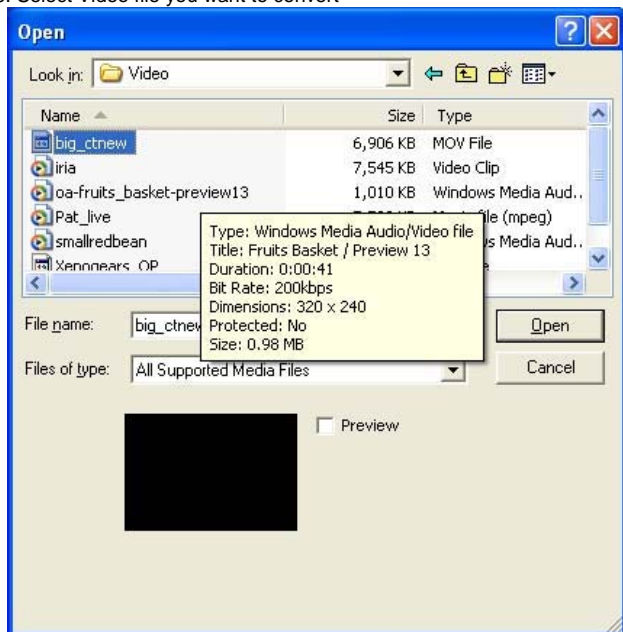 Select Video file you want to convert
Open
Look in: Video
Name Size Type
big_ctnew 6,906 KB MOV File
iria 7,545 KB Video Clip
oa-fruits_basket-preview13 1,010 KB Windows Media Aud..
Pat_live file (mpeg)
smallredbean Media Aud..
Xenogears_OP
Type: Windows Media Audio/Video file
Title: Fruits Basket / Preview 13
Duration: 0:00:41
Bit Rate: 200kbps
Dimensions: 320 x 240
Protected: No
Size: 0.98 MB
File name: big_ctnew Open
Files of type: All Supported Media Files Cancel
Preview